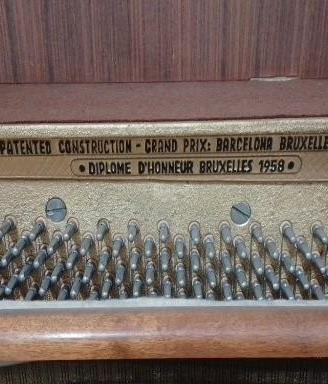 PATENTED CONSTRUCTION - GRAND PRIX: BARCELONA BRUXELLE
• DIPLOME D'HONNEUR BRUXELLES 1958 •